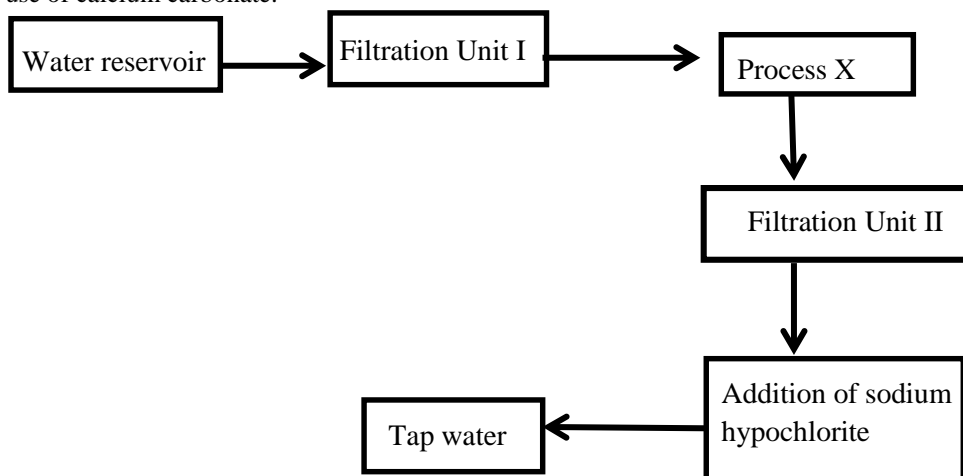 use of calcium carbonate.
Water reservoir
Filtration Unit I
Process X
Filtration Unit II
Addition of sodium
hypochlorite
Tap water